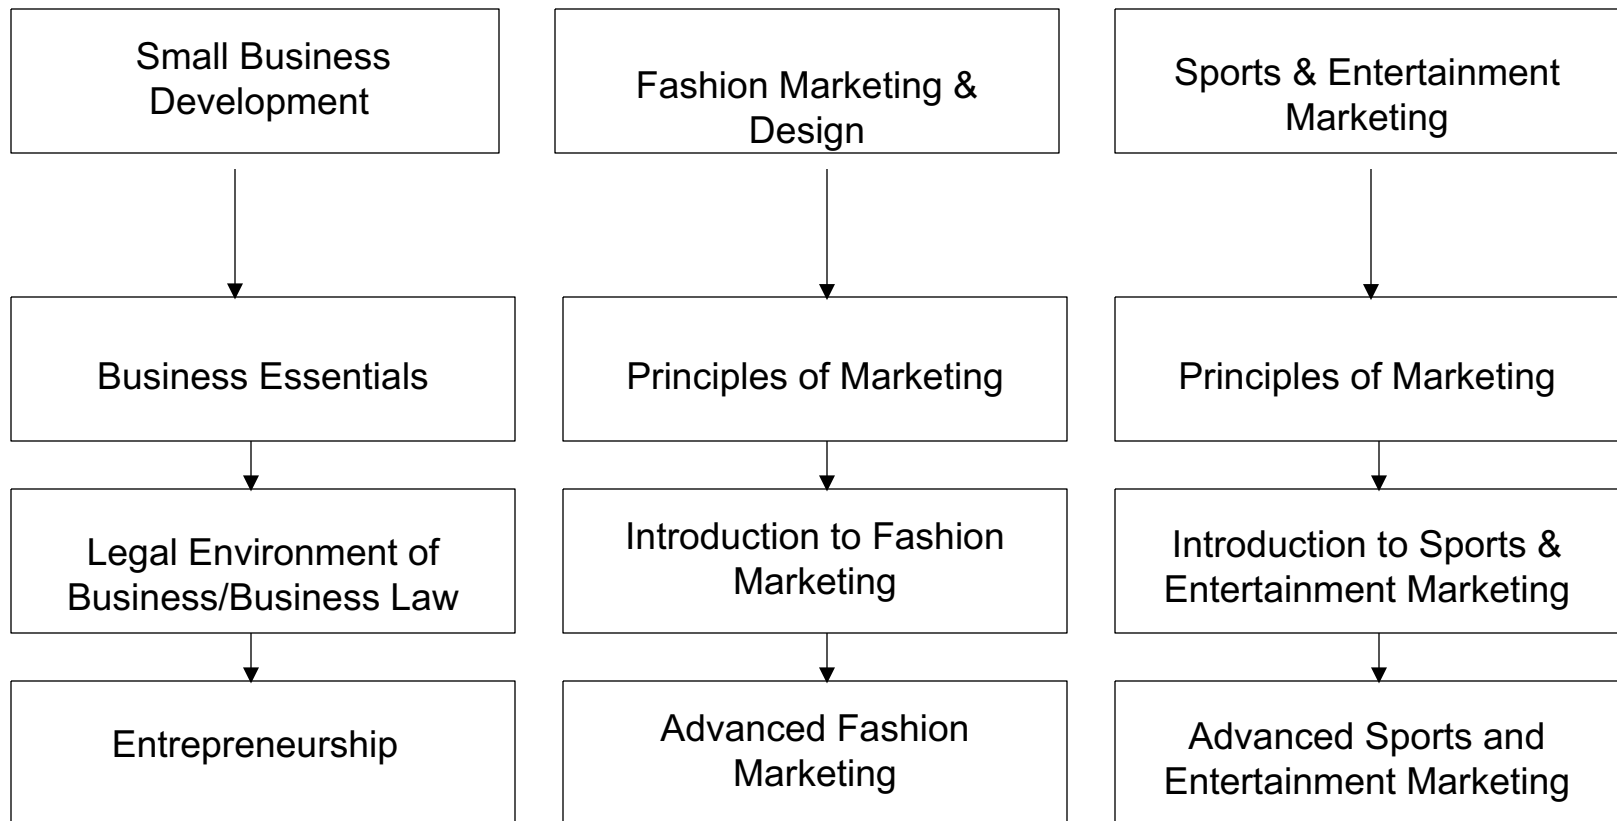 Small Business
Development
Fashion Marketing &
Design
Sports & Entertainment
Marketing
Business Essentials
Principles of Marketing
Principles of Marketing
Legal Environment of
Business/Business Law
Introduction to Fashion
Marketing
Introduction to Sports &
Entertainment Marketing
Entrepreneurship
Advanced Fashion
Marketing
Advanced Sports and
Entertainment Marketing